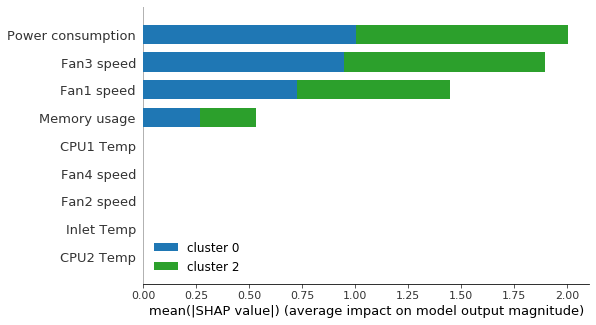 Power consumption
Fan3 speed
Fan1 speed
Memory usage
CPU1 Temp
Fan4 speed
Fan2 speed
Inlet Temp
CPU2 Temp
cluster 0
cluster 2
0.00 0.25 0.50 0.75 1.00 1.25 1.50 1.75 2.00
mean(|SHAP value|) (average impact on model output magnitude)